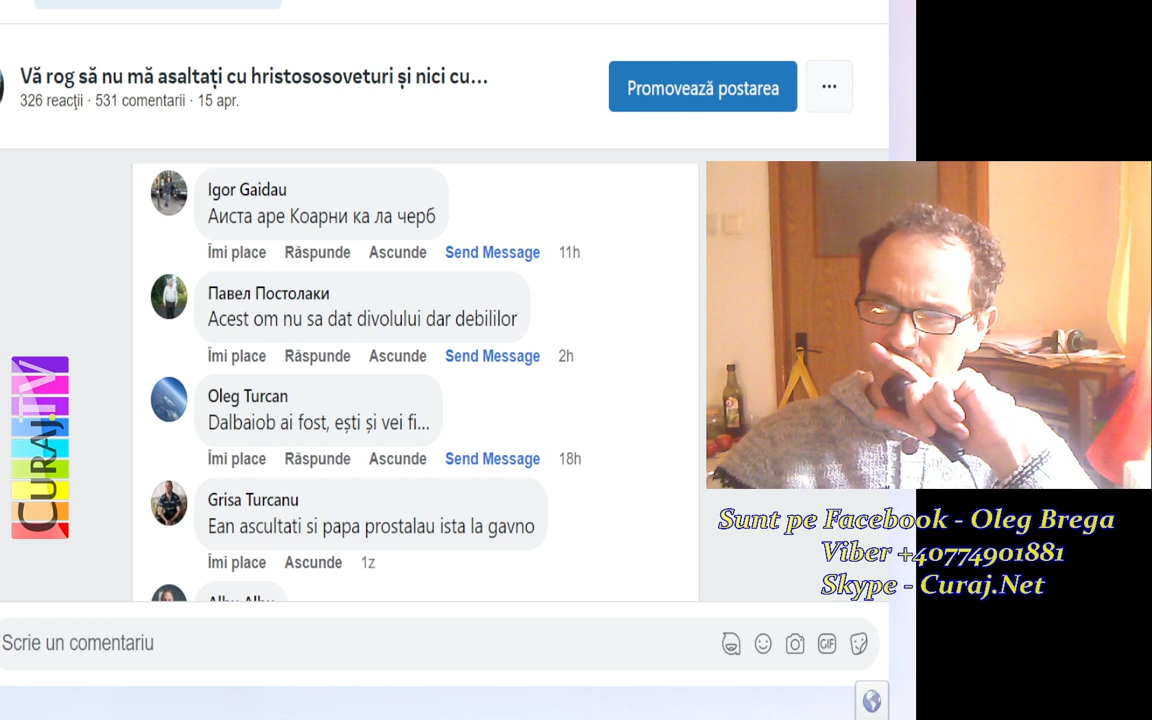 Vă rog să nu mă asaltați cu hristososoveturi și nici cu...
326 reacții · 531 comentarii · 15 apr.
Promovează postarea
Igor Gaidau
Аиста аре Коарни ка ла черб
Îmi place Răspunde Ascunde Send Message 11h
Павел Постолаки
Acest om nu sa dat divolului dar debililor
Îmi place Răspunde Ascunde Send Message 2h
Oleg Turcan
Dalbaiob ai fost, ești și vei fi...
Îmi place Răspunde Ascunde Send Message 18h
Grisa Turcanu
Ean ascultati si papa prostalau ista la gavno
Îmi place Ascunde 1z
Scrie un comentariu
GIF
CURAJ.TV
Sunt pe Facebook - Oleg Brega
Viber +40774901881
Skype - Curaj.Net